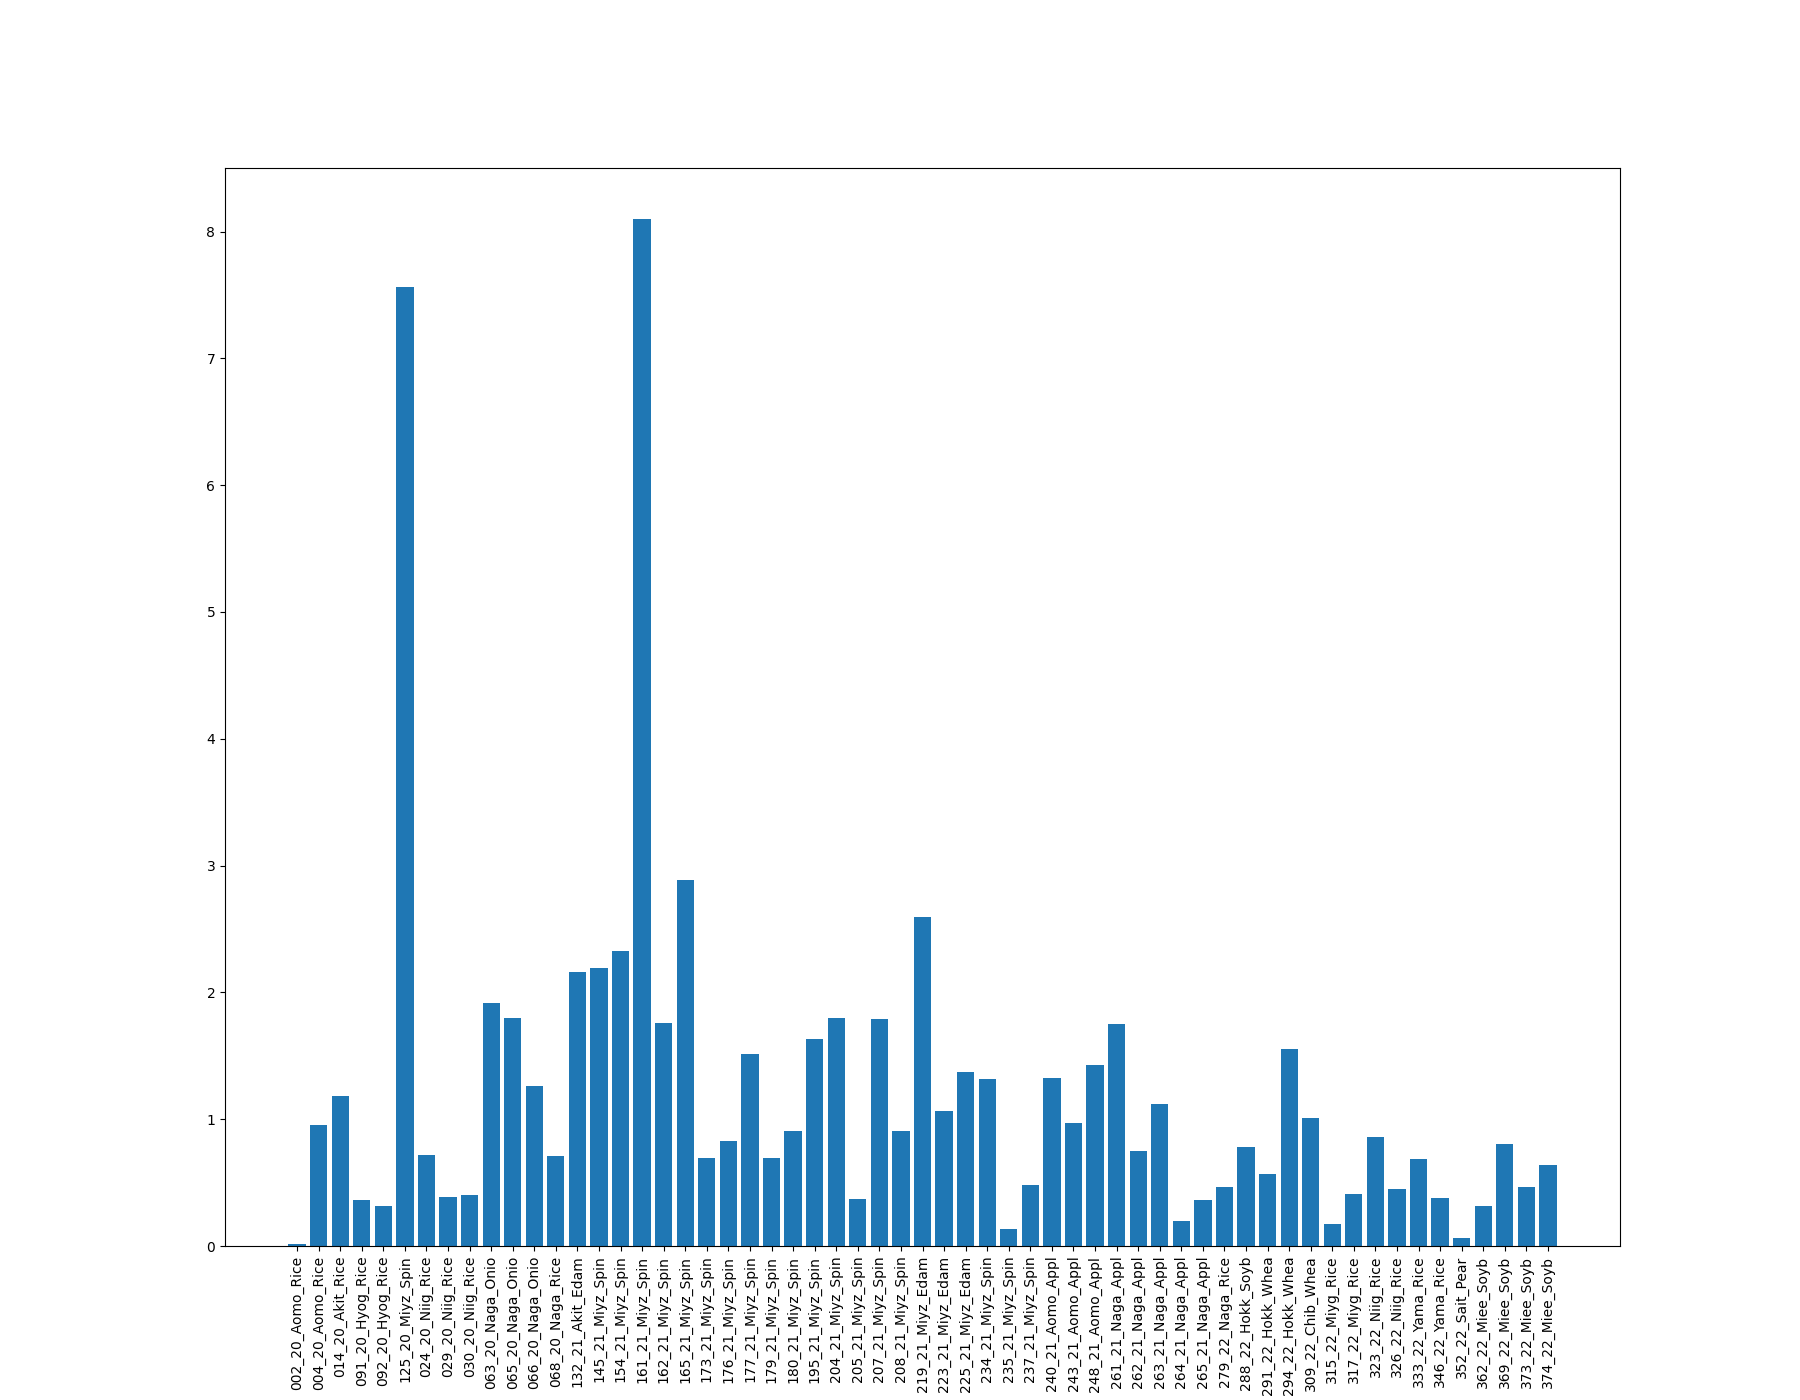 8
7
6
5
4
3
2
1
0
002_20_Aomo_Rice
004_20_Aomo_Rice
014_20_Akit_Rice
091_20_Hyog_Rice
092_20_Hyog_Rice
125_20_Miyz_Spin
024_20_Niig_Rice
029_20_Niig_Rice
030_20_Niig_Rice
063_20_Naga_Onio
065_20_Naga_Onio
066_20_Naga_Onio
068_20_Naga_Rice
132_21_Akit_Edam
145_21_Miyz_Spin
154_21_Miyz_Spin
161_21_Miyz_Spin
162_21_Miyz_Spin
165_21_Miyz_Spin
173_21_Miyz_Spin
176_21_Miyz_Spin
177_21_Miyz_Spin
179_21_Miyz_Spin
180_21_Miyz_Spin
195_21_Miyz_Spin
204_21_Miyz_Spin
205_21_Miyz_Spin
207_21_Miyz_Spin
208_21_Miyz_Spin
219_21_Miyz_Edam
223_21_Miyz_Edam
225_21_Miyz_Edam
234_21_Miyz_Spin
235_21_Miyz_Spin
237_21_Miyz_Spin
240_21_Aomo_Appl
243_21_Aomo_Appl
248_21_Aomo_Appl
261_21_Naga_Appl
262_21_Naga_Appl
263_21_Naga_Appl
264_21_Naga_Appl
265_21_Naga_Appl
279_22_Naga_Rice
288_22_Hokk_Soyb
291_22_Hokk_Whea
294_22_Hokk_Whea
309_22_Chib_Whea
315_22_Miyg_Rice
317_22_Miyg_Rice
323_22_Niig_Rice
326_22_Niig_Rice
333_22_Yama_Rice
346_22_Yama_Rice
352_22_Sait_Pear
362_22_Miee_Soyb
369_22_Miee_Soyb
373_22_Miee_Soyb
374_22_Miee_Soyb